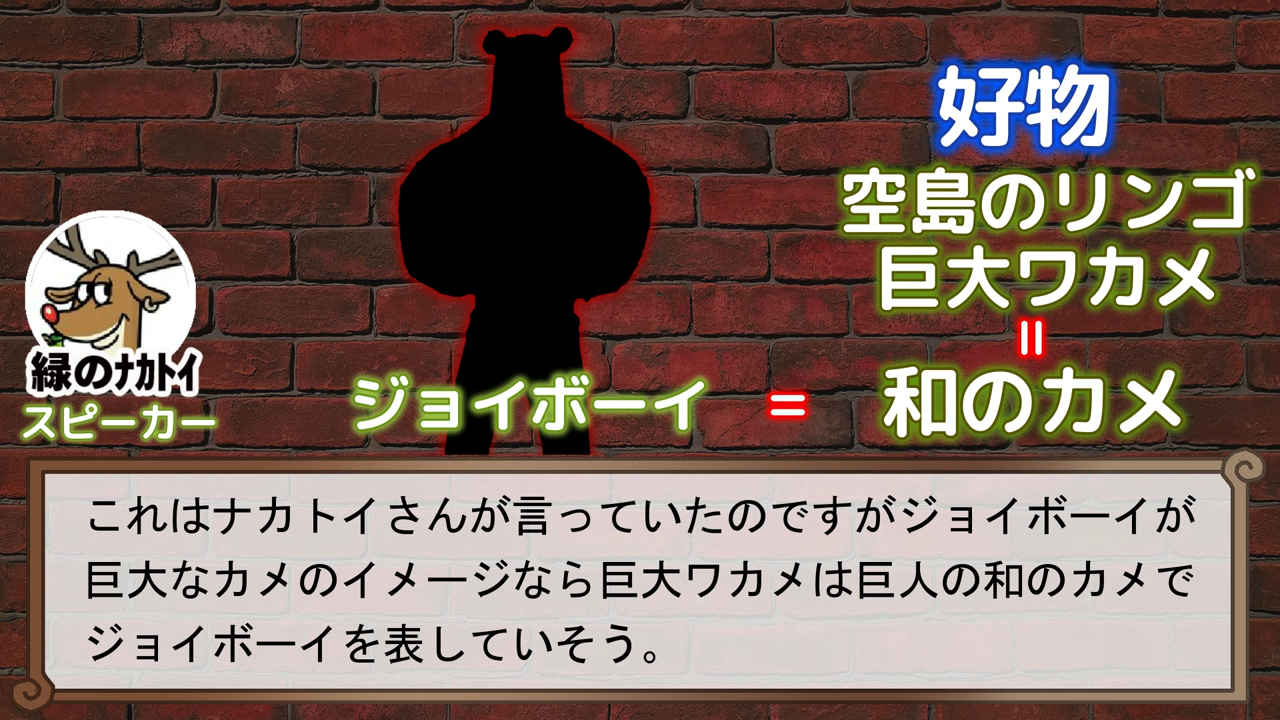 好物
空島のリンゴ
巨大ワカメ
=
和のカメ
ジョイボーイ =
緑のナカトイ
スピーカー
これはナカトイさんが言っていたのですがジョイボーイが
巨大なカメのイメージなら巨大ワカメは巨人の和のカメで
ジョイボーイを表していそう。